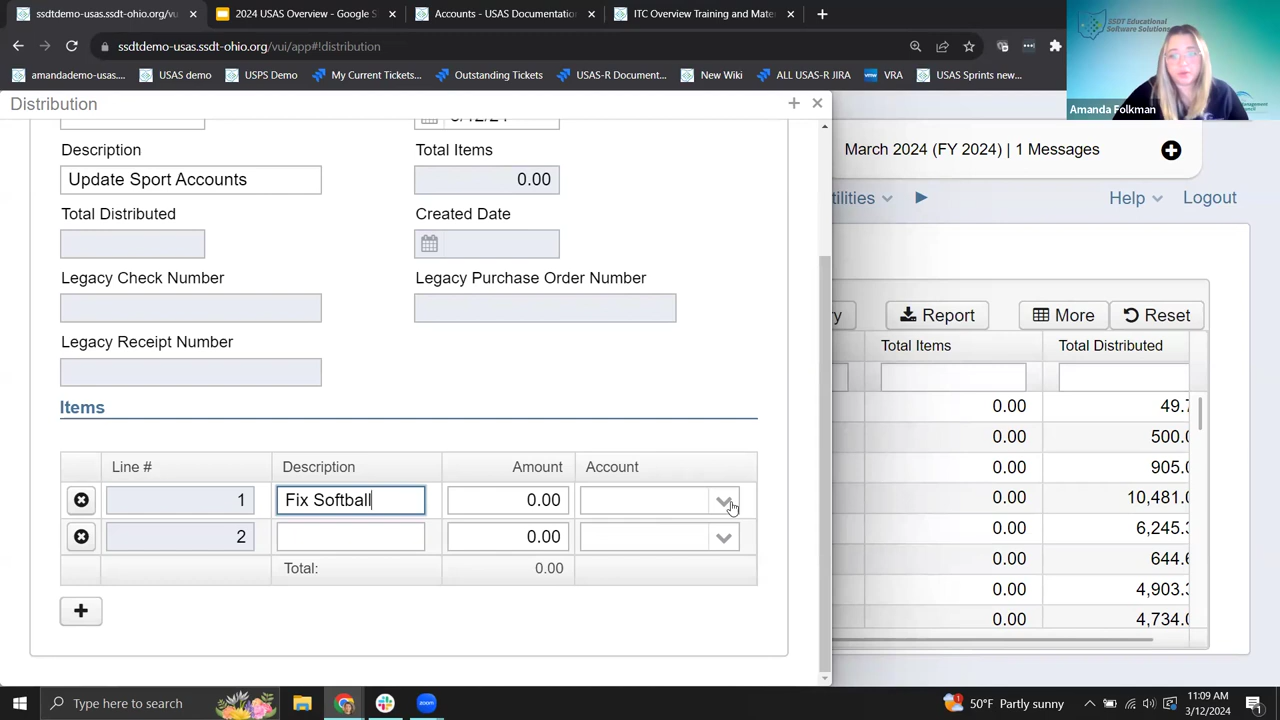 ssdtdemo-usas.ssdt-ohio.org/vu
2024 USAS Overview - Google S
Accounts - USAS Documentation
ITC Overview Training and Mate
ssdtdemo-usas.ssdt-ohio.org/vui/app#!distribution
amandademo-usas...
USAS demo
USPS Demo
My Current Tickets...
Outstanding Tickets
USAS-R Document...
New Wiki
ALL USAS-R JIRA
VRA
USAS Sprints new...
SSDT Educational
Software Solutions
Amanda Folkman
Distribution
March 2024 (FY 2024) | 1 Messages
Description
Total Items
Update Sport Accounts
0.00
tilities
Help
Logout
Total Distributed
Created Date
Legacy Check Number
Legacy Purchase Order Number
ry
Report
More
Reset
Legacy Receipt Number
Total Items
Total Distributed
Items
0.00
49.7
0.00
500.0
Line #
Description
Amount
Account
0.00
905.0
1
Fix Softball
0.00
0.00
10,481.0
0.00
6,245.3
2
0.00
Total:
0.00
0.00
644.6
0.00
4,903.3
0.00
4,734.0
Type here to search
50°F Partly sunny
11:09 AM
3/12/2024
1